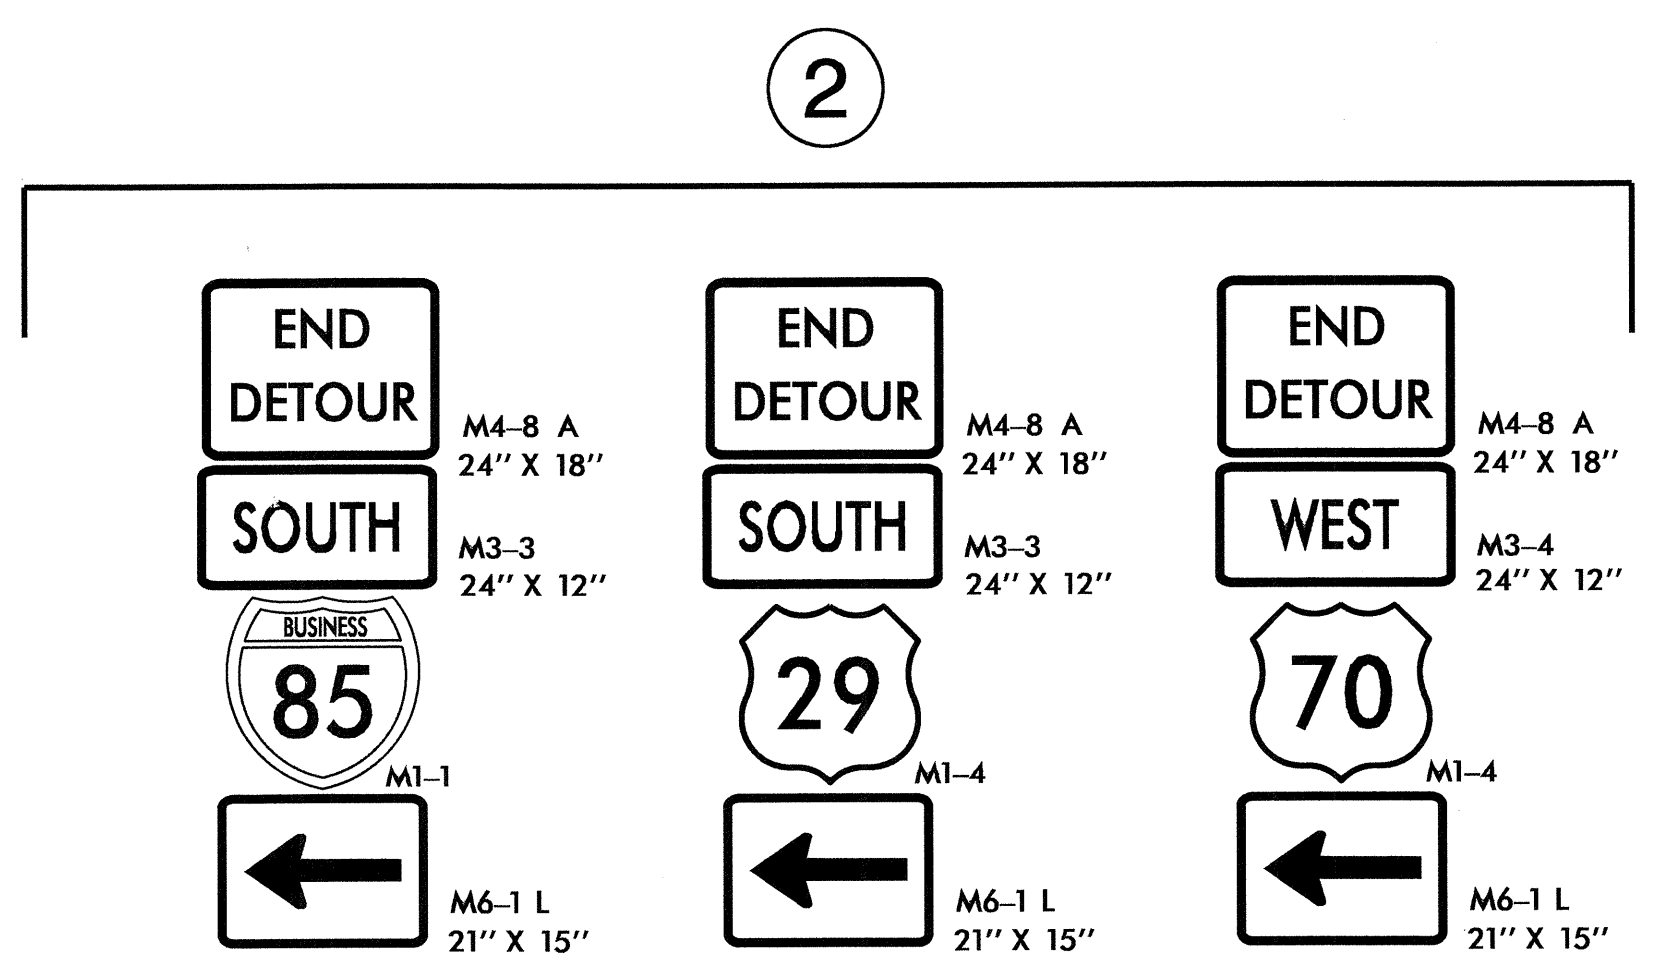 2
END
DETOUR
M4–8 A
24" X 18"
SOUTH
M3–3
24" X 12"
BUSINESS
85
M1–1
M6–1 L
21" X 15"
END
DETOUR
M4–8 A
24" X 18"
SOUTH
M3–3
24" X 12"
29
M1–4
M6–1 L
21" X 15"
END
DETOUR
M4–8 A
24" X 18"
WEST
M3–4
24" X 12"
70
M1–4
M6–1 L
21" X 15"